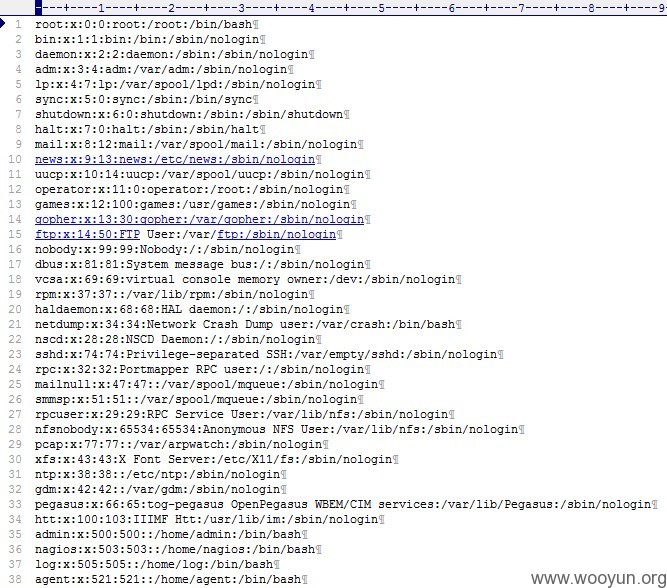 ----+----1----+----2----+----3----+----4----+----5----+----6----+----7----+----8----+----9-
1 root:x:0:0:root:/root:/bin/bash¶
2 bin:x:1:1:bin:/bin:/sbin/nologin¶
3 daemon:x:2:2:daemon:/sbin:/sbin/nologin¶
4 adm:x:3:4:adm:/var/adm:/sbin/nologin¶
5 lp:x:4:7:lp:/var/spool/lpd:/sbin/nologin¶
6 sync:x:5:0:sync:/sbin:/bin/sync¶
7 shutdown:x:6:0:shutdown:/sbin:/sbin/shutdown¶
8 halt:x:7:0:halt:/sbin:/sbin/halt¶
9 mail:x:8:12:mail:/var/spool/mail:/sbin/nologin¶
10 news:x:9:13:news:/etc/news:/sbin/nologin¶
11 uucp:x:10:14:uucp:/var/spool/uucp:/sbin/nologin¶
12 operator:x:11:0:operator:/root:/sbin/nologin¶
13 games:x:12:100:games:/usr/games:/sbin/nologin¶
14 gopher:x:13:30:gopher:/var/gopher:/sbin/nologin¶
15 ftp:x:14:50:FTP User:/var/ftp:/sbin/nologin¶
16 nobody:x:99:99:Nobody:/:/sbin/nologin¶
17 dbus:x:81:81:System message bus:/:/sbin/nologin¶
18 vcsa:x:69:69:virtual console memory owner:/dev:/sbin/nologin¶
19 rpm:x:37:37::/var/lib/rpm:/sbin/nologin¶
20 haldaemon:x:68:68:HAL daemon:/:/sbin/nologin¶
21 netdump:x:34:34:Network Crash Dump user:/var/crash:/bin/bash¶
22 nscd:x:28:28:NSCD Daemon:/:/sbin/nologin¶
23 sshd:x:74:74:Privilege-separated SSH:/var/empty/sshd:/sbin/nologin¶
24 rpc:x:32:32:Portmapper RPC user:/:/sbin/nologin¶
25 mailnull:x:47:47::/var/spool/mqueue:/sbin/nologin¶
26 smmsp:x:51:51::/var/spool/mqueue:/sbin/nologin¶
27 rpcuser:x:29:29:RPC Service User:/var/lib/nfs:/sbin/nologin¶
28 nfsnobody:x:65534:65534:Anonymous NFS User:/var/lib/nfs:/sbin/nologin¶
29 pcap:x:77:77::/var/arpwatch:/sbin/nologin¶
30 xfs:x:43:43:X Font Server:/etc/X11/fs:/sbin/nologin¶
31 ntp:x:38:38::/etc/ntp:/sbin/nologin¶
32 gdm:x:42:42::/var/gdm:/sbin/nologin¶
33 pegasus:x:66:65:tog-pegasus OpenPegasus WBEM/CIM services:/var/lib/Pegasus:/sbin/nologin¶
34 htt:x:100:103:IIIMF Htt:/usr/lib/im:/sbin/nologin¶
35 admin:x:500:500::/home/admin:/bin/bash¶
36 nagios:x:503:503::/home/nagios:/bin/bash¶
37 log:x:505:505::/home/log:/bin/bash¶
38 agent:x:521:521::/home/agent:/bin/bash¶
www.wooyun.org